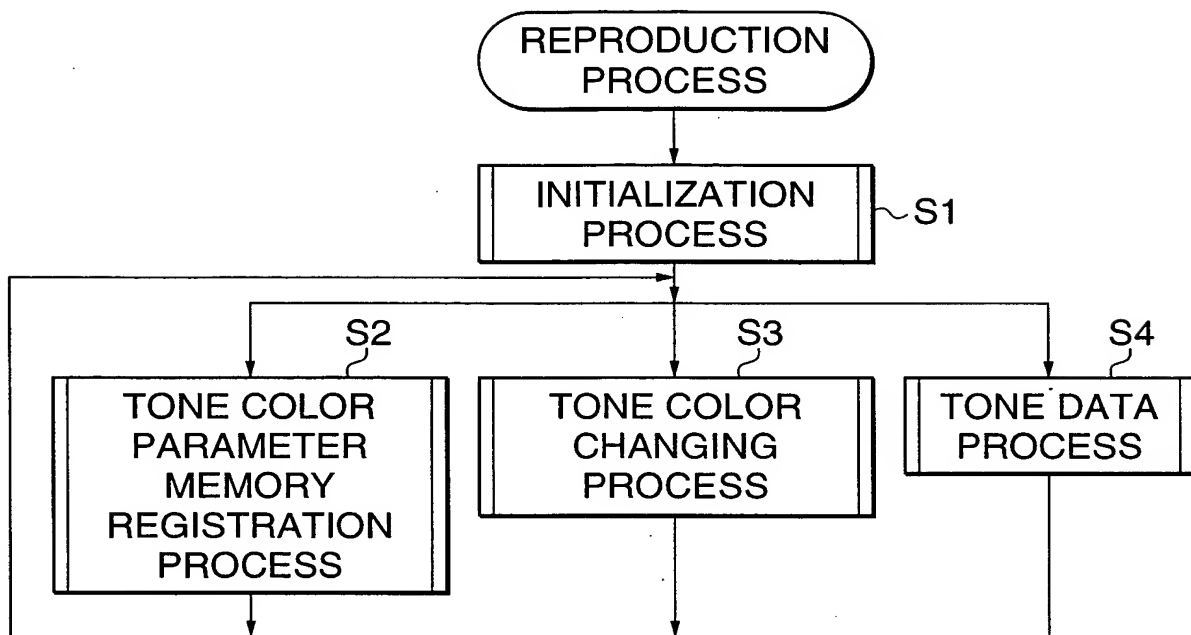 REPRODUCTION
PROCESS
INITIALIZATION
PROCESS
S1
S2
TONE COLOR
PARAMETER
MEMORY
REGISTRATION
PROCESS
S3
TONE COLOR
CHANGING
PROCESS
S4
TONE DATA
PROCESS